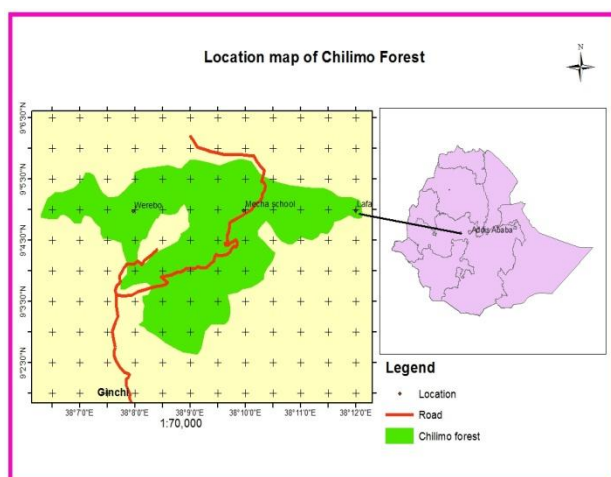 Location map of Chilimo Forest
N
9°6'30"N
9°5'30"N
9°4'30"N
9°3'30"N
9°2'30"N
Werebo
Mecha school
Lafa
Ginchi
38°7'0"E
38°8'0"E
38°9'0"E
38°10'0"E
38°11'0"E
38°12'0"E
1:70,000
Addis Ababa
Legend
Location
Road
Chilimo forest